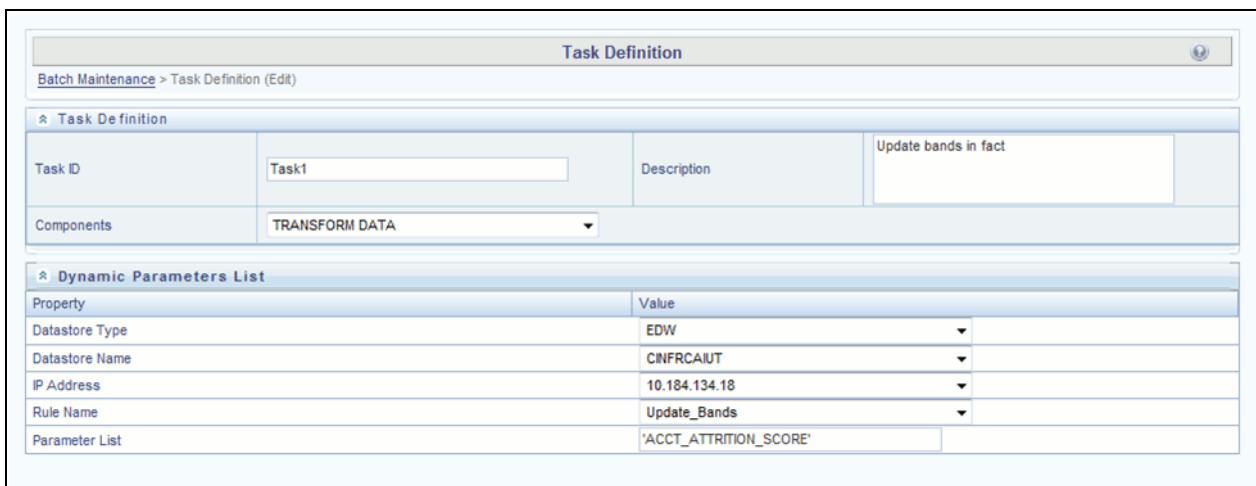 Task Definition
Batch Maintenance > Task Definition (Edit)
Task Definition
Task ID Task1 Description Update bands in fact
Components TRANSFORM DATA
Dynamic Parameters List
Property Value
Datastore Type EDW
Datastore Name CINFRCAIUT
IP Address 10.184.134.18
Rule Name Update_Bands
Parameter List 'ACCT_ATTRITION_SCORE'